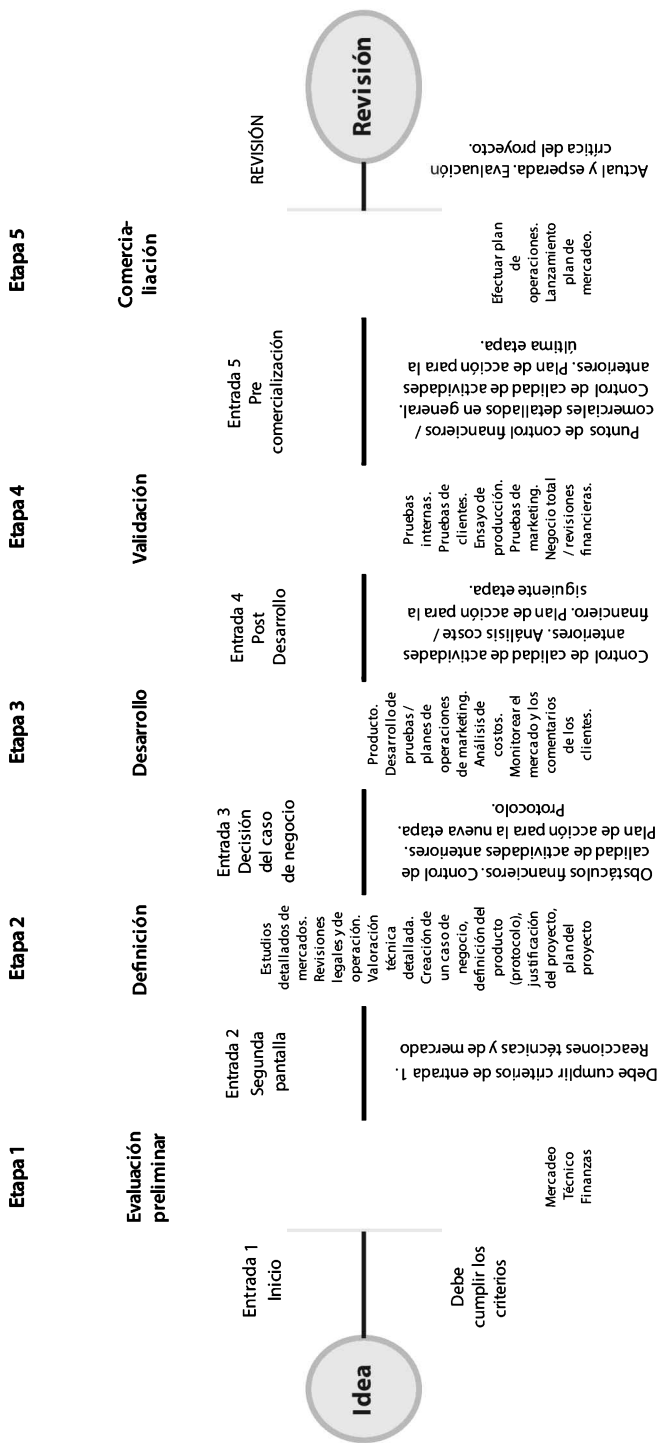 Idea
Entrada 1
Inicio
Debe
cumplir los
criterios
Etapa 1
Evaluación
preliminar
Mercadeo
Técnico
Finanzas
Entrada 2
Segunda
pantalla
Debe cumplir criterios de entrada 1.
Reacciones técnicas y de mercado
Etapa 2
Definición
Estudios
detallados de
mercados.
Revisiones
legales y de
operación.
Valoración
técnica
detallada.
Creación de
un caso de
negocio,
definición del
producto
(protocolo),
justificación
del proyecto,
plan del
proyecto
Entrada 3
Decisión
del caso
de negocio
Obstáculos financieros. Control de
calidad de actividades anteriores.
Plan de acción para la nueva etapa.
Protocolo.
Etapa 3
Desarrollo
Producto.
Desarrollo de
pruebas /
planes de
operaciones
de marketing.
Análisis de
costos.
Monitorear el
mercado y los
comentarios
de los
clientes.
Entrada 4
Post
Desarrollo
Control de calidad de actividades
anteriores. Análisis coste /
financiero. Plan de acción para la
siguiente etapa.
Etapa 4
Validación
Pruebas
internas.
Pruebas de
clientes.
Ensayo de
producción.
Pruebas de
marketing.
Negocio total
/ revisiones
financieras.
Entrada 5
Pre
comercialización
Puntos de control financieros /
comerciales detallados en general.
Control de calidad de actividades
anteriores. Plan de acción para la
última etapa.
Etapa 5
Comercia-
liación
Efectuar plan
de
operaciones.
Lanzamiento
plan de
mercadeo.
REVISIÓN
Actual y esperada. Evaluación
crítica del proyecto.
Revisión